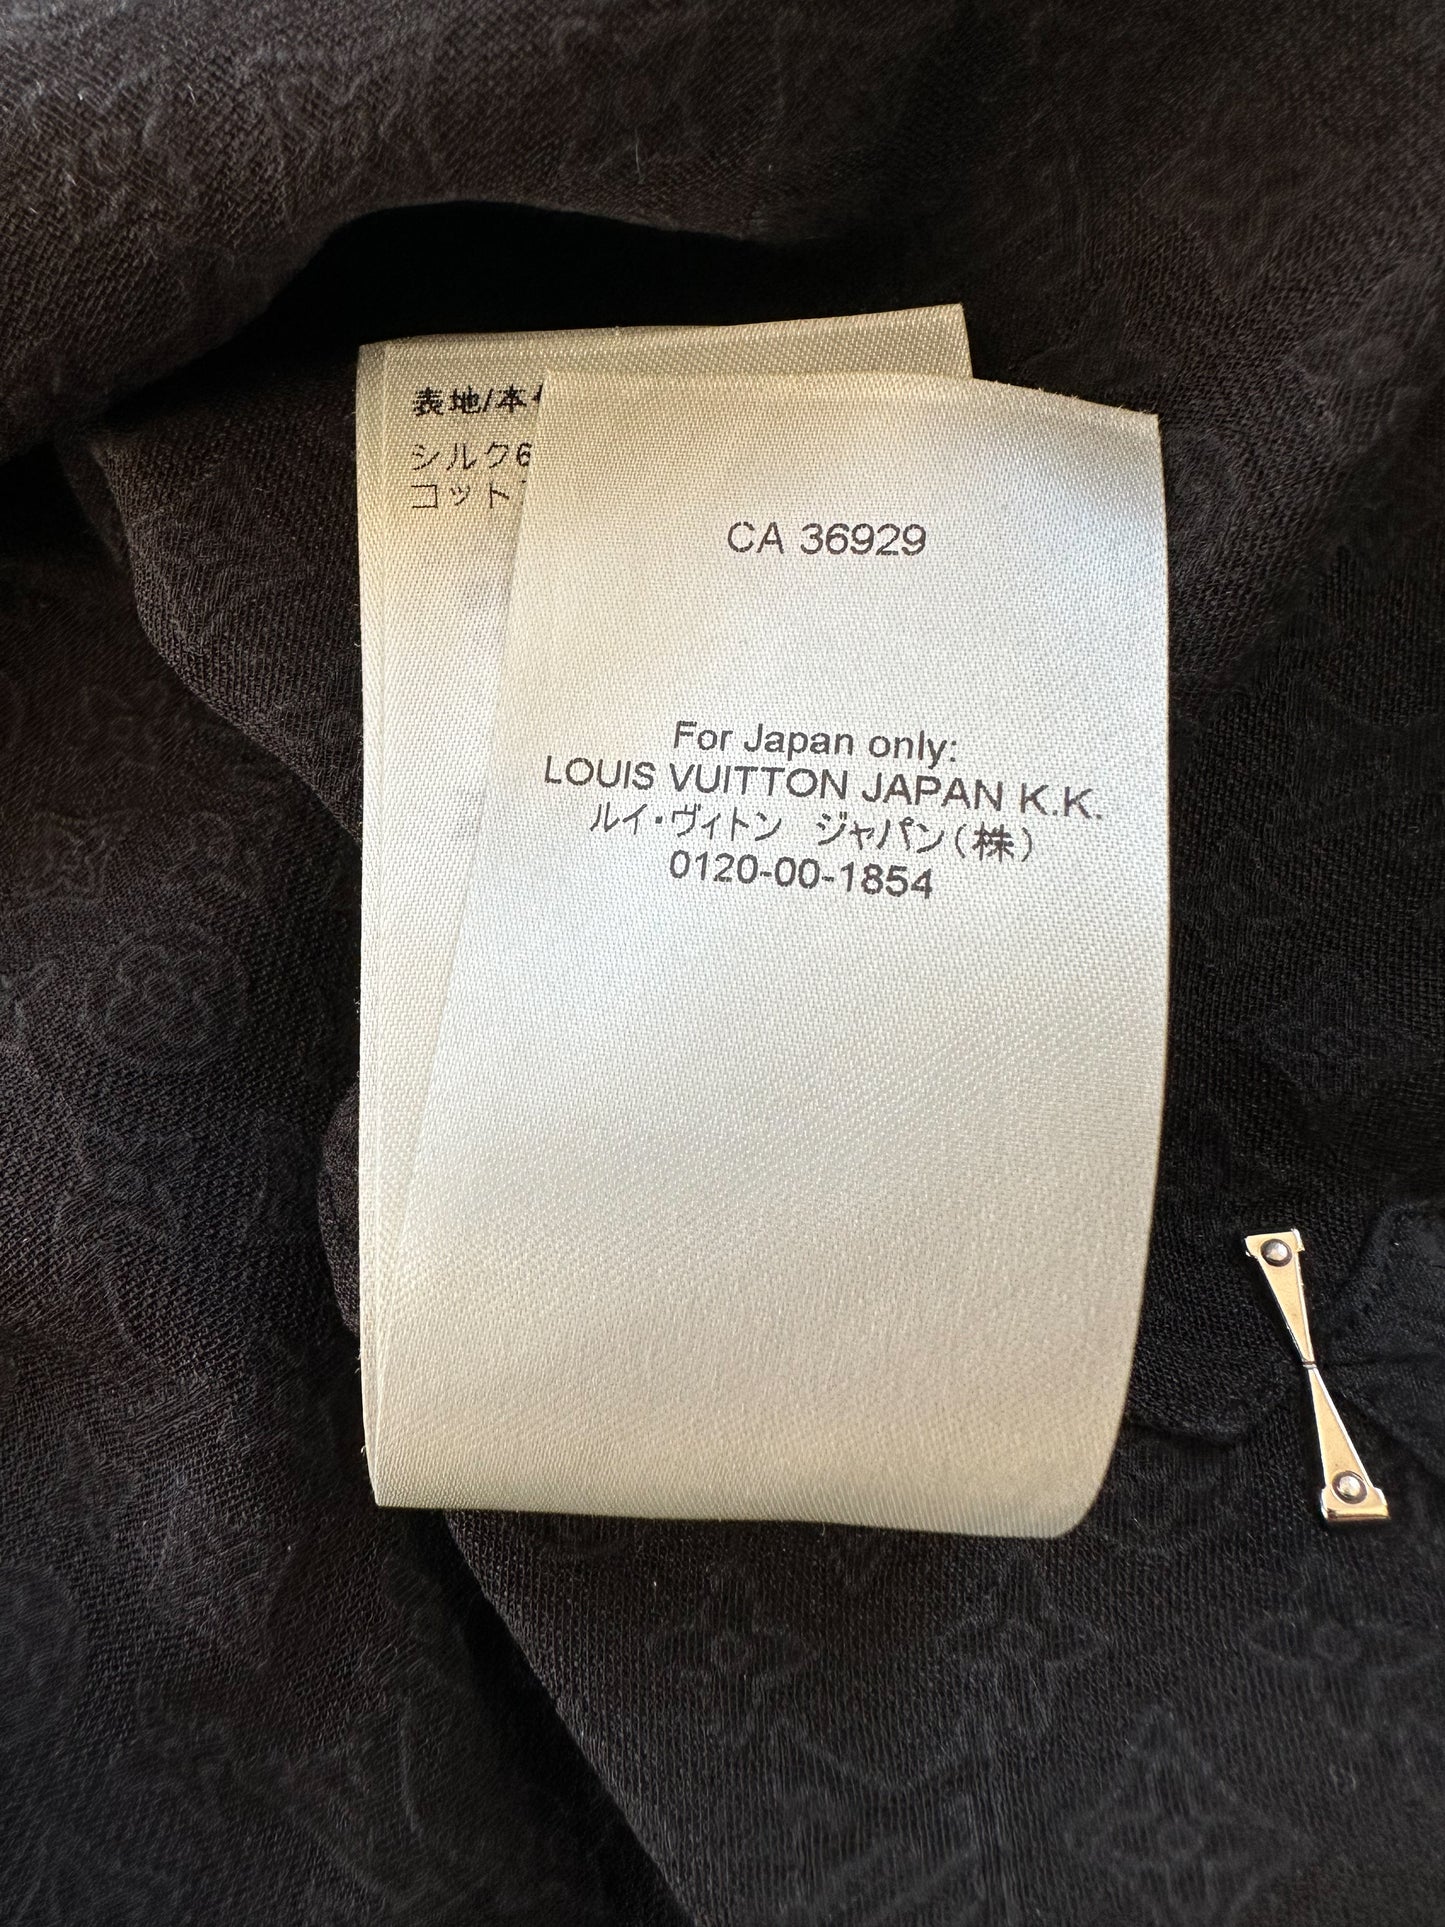 表地/本
シルク6
コットン
CA 36929
For Japan only:
LOUIS VUITTON JAPAN K.K.
ルイ・ヴィトン ジャパン(株)
0120-00-1854